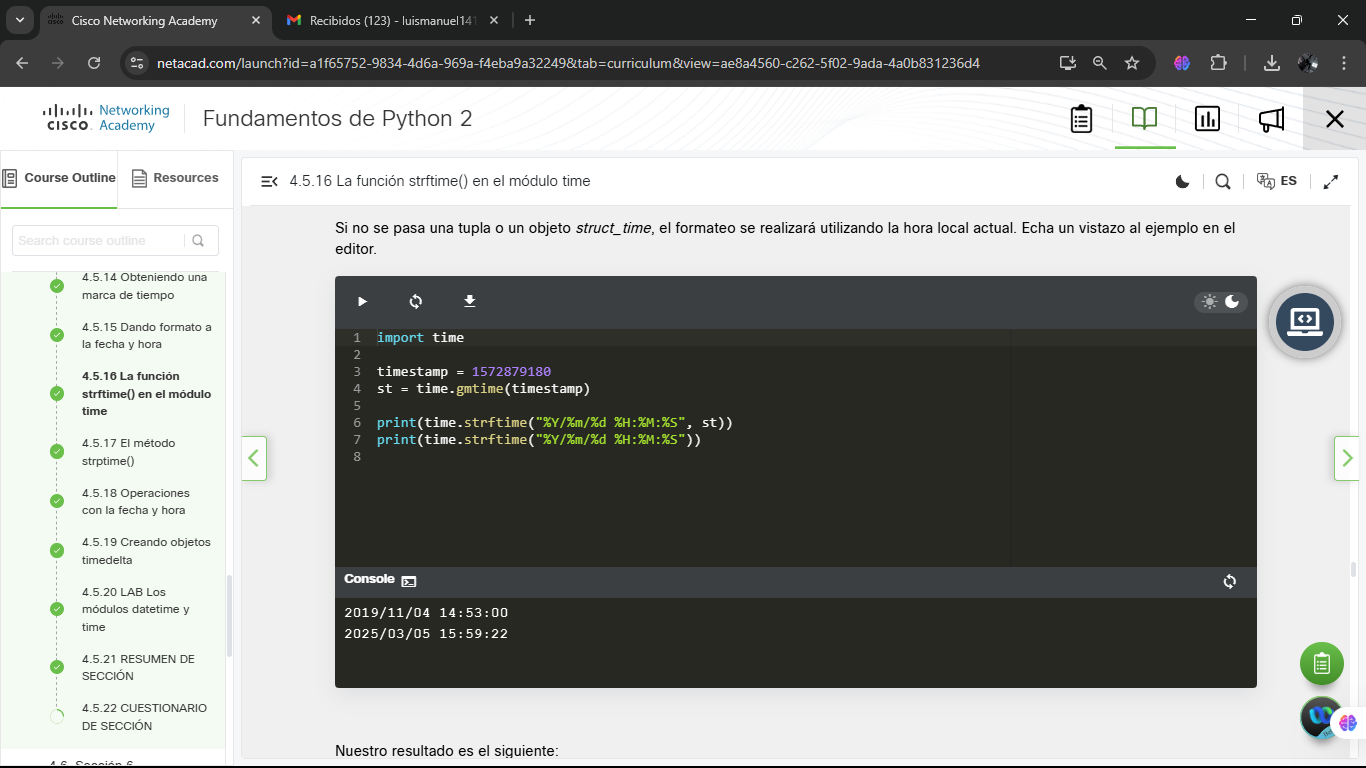 Cisco Networking Academy
Recibidos (123) - luismanuel141
netacad.com/launch?id=a1f65752-9834-4d6a-969a-f4eba9a32249&tab=curriculum&view=ae8a4560-c262-5f02-9ada-4a0b831236d4
CISCO Networking Academy
Fundamentos de Python 2
Course Outline
Resources
Search course outline
4.5.14 Obteniendo una
marca de tiempo
4.5.15 Dando formato a
la fecha y hora
4.5.16 La función
strftime() en el módulo
time
4.5.17 El método
strptime()
4.5.18 Operaciones
con la fecha y hora
4.5.19 Creando objetos
timedelta
4.5.20 LAB Los
módulos datetime y
time
4.5.21 RESUMEN DE
SECCIÓN
4.5.22 CUESTIONARIO
DE SECCIÓN
4.6 Sección 6
4.5.16 La función strftime() en el módulo time
ES
Si no se pasa una tupla o un objeto struct_time, el formateo se realizará utilizando la hora local actual. Echa un vistazo al ejemplo en el
editor.
1 import time
2
3 timestamp = 1572879180
4 st = time.gmtime(timestamp)
5
6 print(time.strftime("%Y/%m/%d %H:%M:%S", st))
7 print(time.strftime("%Y/%m/%d %H:%M:%S"))
8
Console
2019/11/04 14:53:00
2025/03/05 15:59:22
Nuestro resultado es el siguiente: